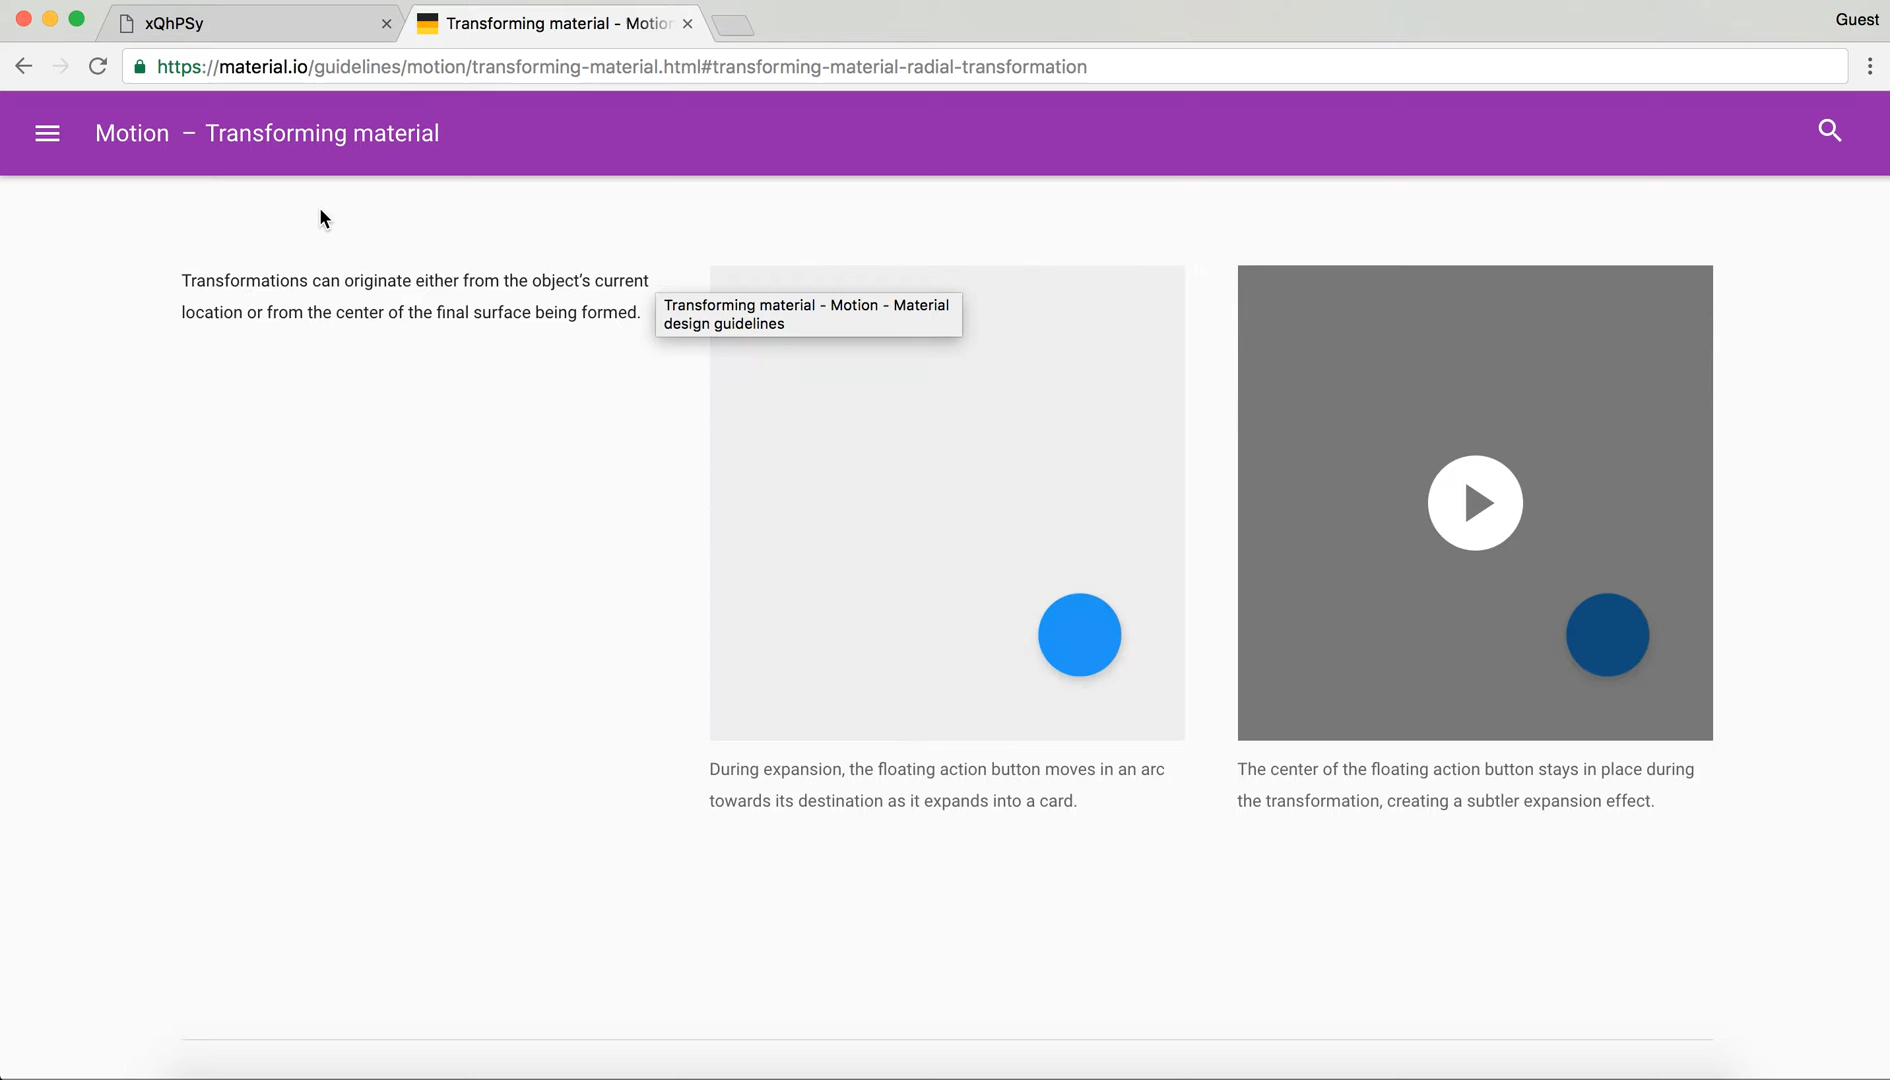 xQhPSy
Transforming material - Motion
Guest
https://material.io/guidelines/motion/transforming-material.html#transforming-material-radial-transformation
Motion – Transforming material
Transformations can originate either from the object’s current
location or from the center of the final surface being formed.
Transforming material - Motion - Material
design guidelines
During expansion, the floating action button moves in an arc
towards its destination as it expands into a card.
The center of the floating action button stays in place during
the transformation, creating a subtler expansion effect.